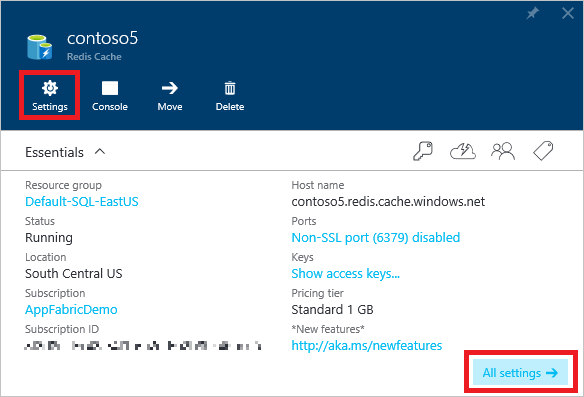 contoso5
Redis Cache
Settings
Console
Move
Delete
Essentials
Resource group
Default-SQL-EastUS
Status
Running
Location
South Central US
Subscription
AppFabricDemo
Subscription ID
Host name
contoso5.redis.cache.windows.net
Ports
Non-SSL port (6379) disabled
Keys
Show access keys...
Pricing tier
Standard 1 GB
*New features*
http://aka.ms/newfeatures
All settings